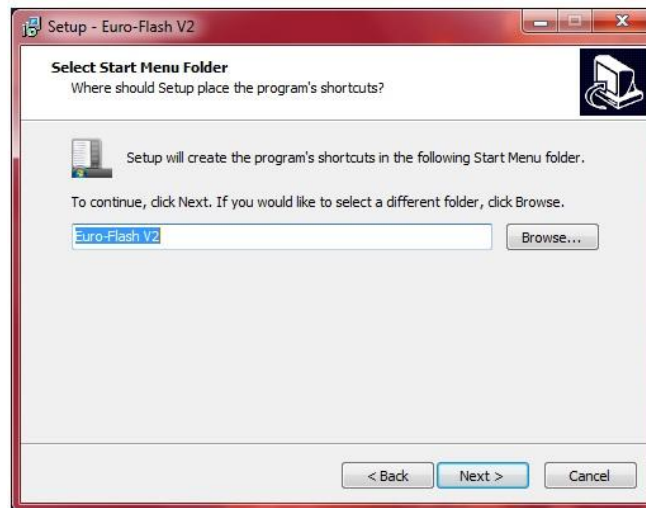 Setup - Euro-Flash V2
Select Start Menu Folder
Where should Setup place the program's shortcuts?
Setup will create the program's shortcuts in the following Start Menu folder.
To continue, click Next. If you would like to select a different folder, click Browse.
Euro-Flash V2
Browse...
< Back
Next >
Cancel